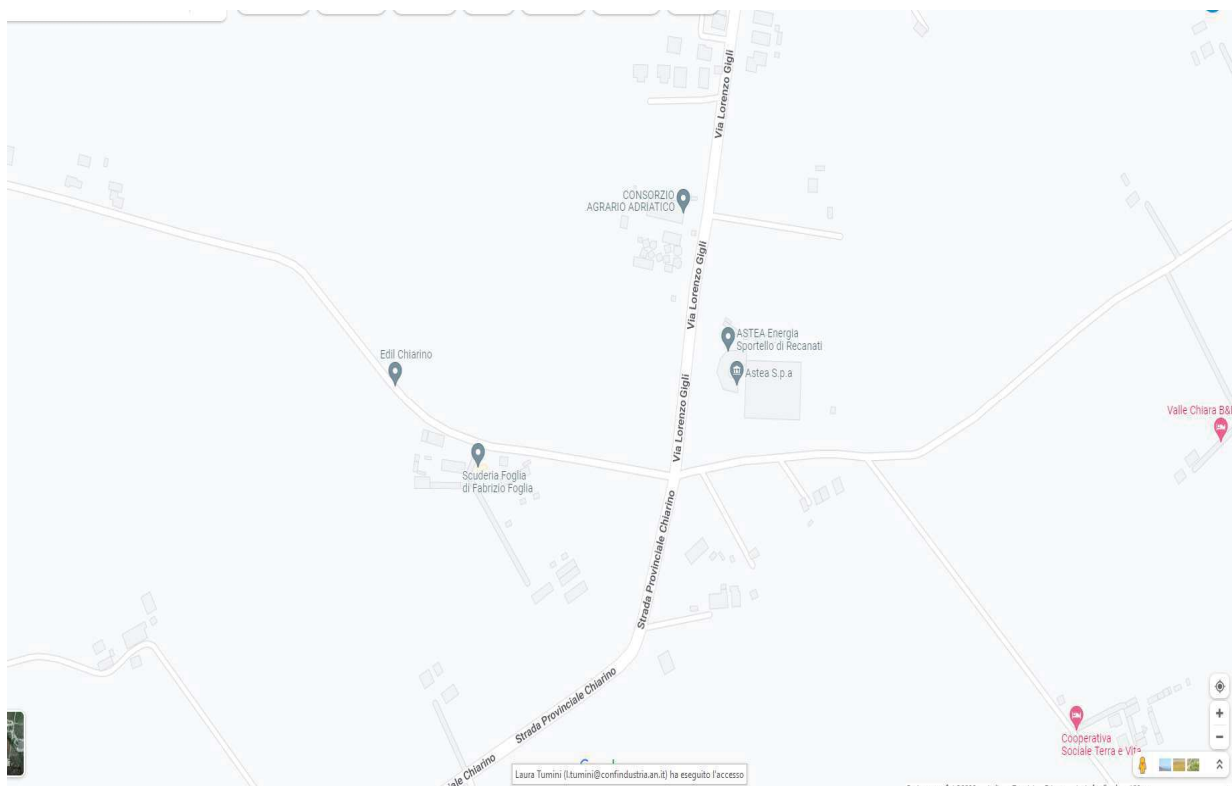 Via Lorenzo Gigli
CONSORZIO
AGRARIO ADRIATICO
Via Lorenzo Gigli
ASTEA Energia
Sportello di Recanati
Edil Chiarino
Astea S.p.a
Via Lorenzo Gigli
Valle Chiara
Scuderia Foglia
di Fabrizio Foglia
Strada Provinciale Chiarino
Strada Provinciale Chiarino
Chiarino
Cooperativa
Sociale Terra e Vita
Laura Tumini (l.tumini@confindustria.an.it) ha eseguito l'accesso